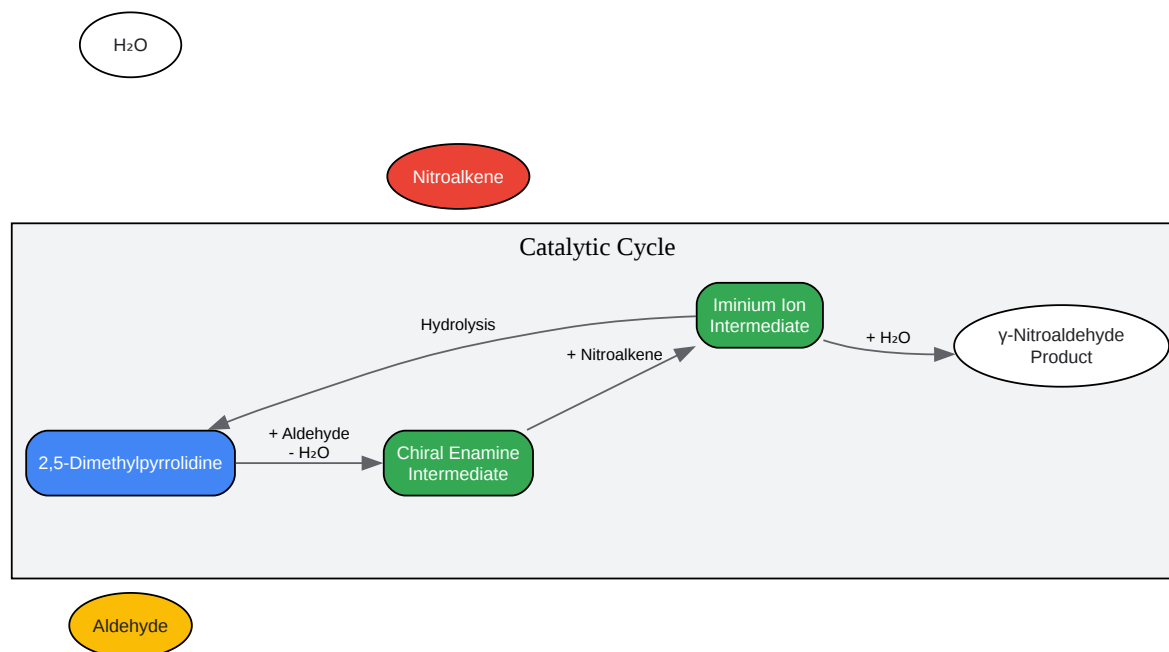 H₂O
Nitroalkene
Catalytic Cycle
Iminium Ion
Intermediate
Hydrolysis
+ H₂O
γ-Nitroaldehyde
Product
+ Nitroalkene
2,5-Dimethylpyrrolidine
+ Aldehyde
- H₂O
Chiral Enamine
Intermediate
Aldehyde